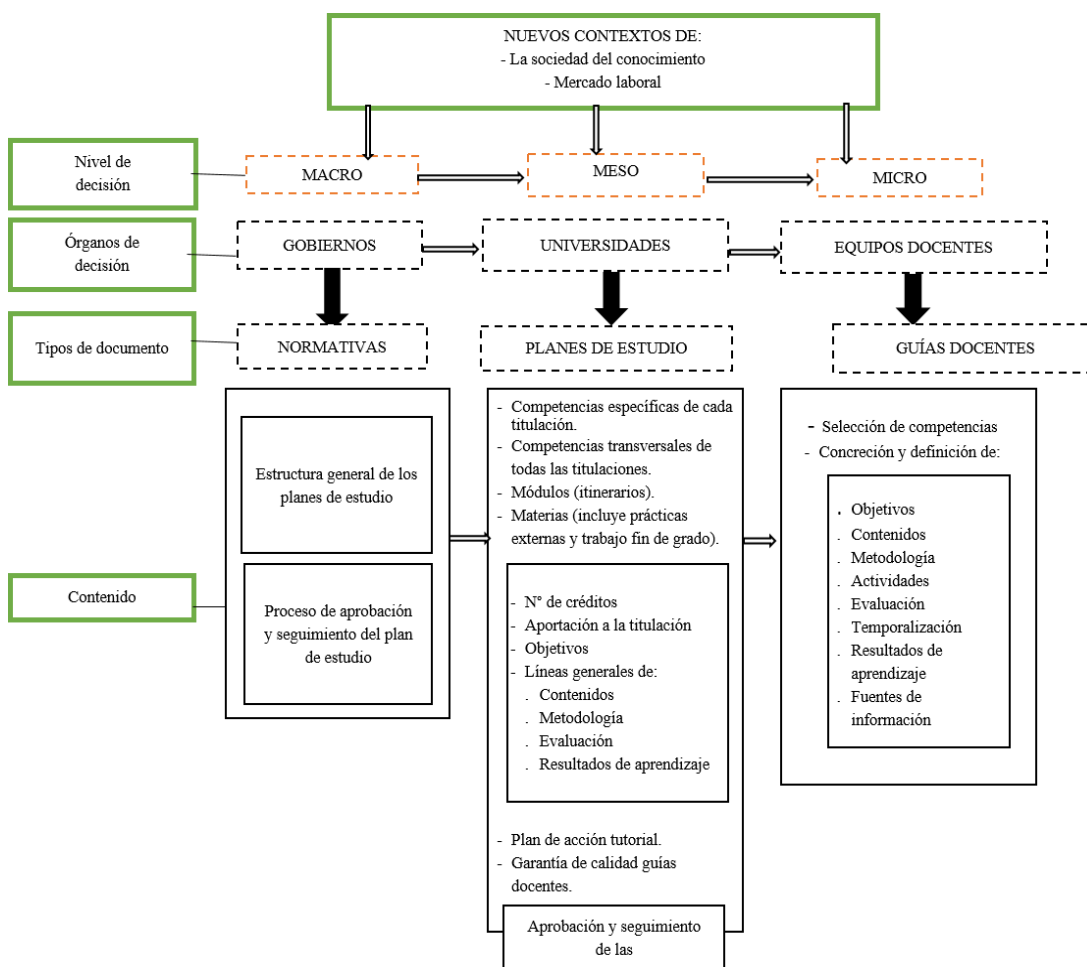 NUEVOS CONTEXTOS DE:
- La sociedad del conocimiento
- Mercado laboral
Nivel de
decisión
MACRO
MESO
MICRO
Órganos de
decisión
GOBIERNOS
UNIVERSIDADES
EQUIPOS DOCENTES
Tipos de documento
NORMATIVAS
PLANES DE ESTUDIO
GUÍAS DOCENTES
Contenido
Estructura general de los
planes de estudio
Proceso de aprobación
y seguimiento del plan
de estudio
- Competencias específicas de cada
titulación.
- Competencias transversales de
todas las titulaciones.
- Módulos (itinerarios).
- Materias (incluye prácticas
externas y trabajo fin de grado).
- Nº de créditos
- Aportación a la titulación
- Objetivos
- Líneas generales de:
. Contenidos
. Metodología
. Evaluación
. Resultados de aprendizaje
- Plan de acción tutorial.
- Garantía de calidad guías
docentes.
Aprobación y seguimiento
de las
- Selección de competencias
- Concreción y definición de:
. Objetivos
. Contenidos
. Metodología
. Actividades
. Evaluación
. Temporalización
. Resultados de
aprendizaje
. Fuentes de
información